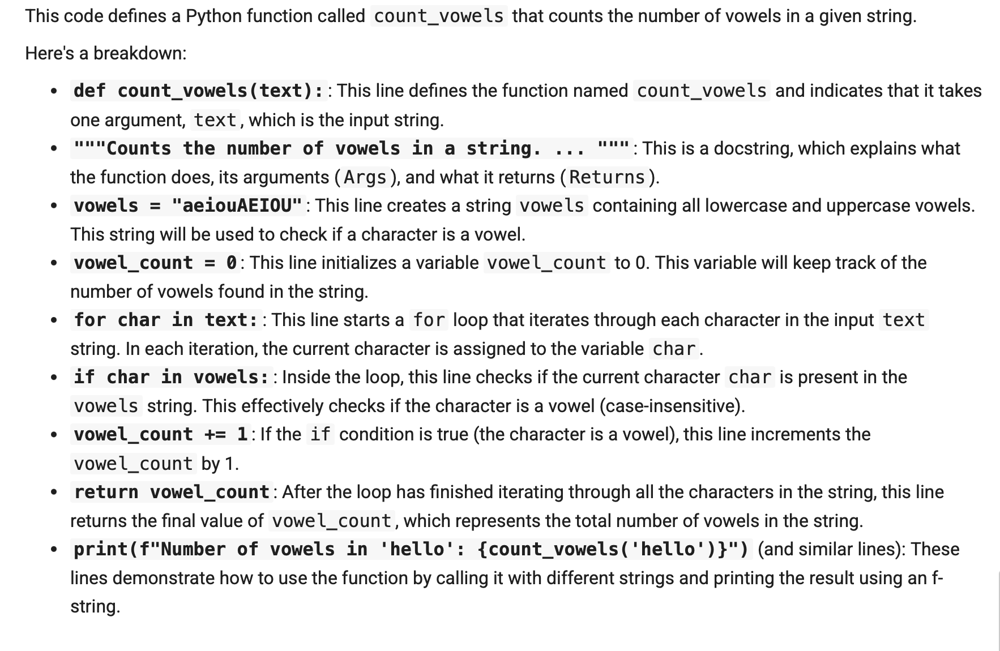 This code defines a Python function called count_vowels that counts the number of vowels in a given string.
Here's a breakdown:
• def count_vowels(text): : This line defines the function named count_vowels and indicates that it takes
one argument, text, which is the input string.
• """Counts the number of vowels in a string. ... """: This is a docstring, which explains what
the function does, its arguments (Args), and what it returns (Returns).
• vowels = "aeiouAEIOU": This line creates a string vowels containing all lowercase and uppercase vowels.
This string will be used to check if a character is a vowel.
• vowel_count = 0: This line initializes a variable vowel_count to 0. This variable will keep track of the
number of vowels found in the string.
• for char in text: : This line starts a for loop that iterates through each character in the input text
string. In each iteration, the current character is assigned to the variable char.
• if char in vowels: : Inside the loop, this line checks if the current character char is present in the
vowels string. This effectively checks if the character is a vowel (case-insensitive).
• vowel_count += 1: If the if condition is true (the character is a vowel), this line increments the
vowel_count by 1.
• return vowel_count: After the loop has finished iterating through all the characters in the string, this line
returns the final value of vowel_count, which represents the total number of vowels in the string.
• print(f"Number of vowels in 'hello': {count_vowels('hello')}") (and similar lines): These
lines demonstrate how to use the function by calling it with different strings and printing the result using an f-
string.